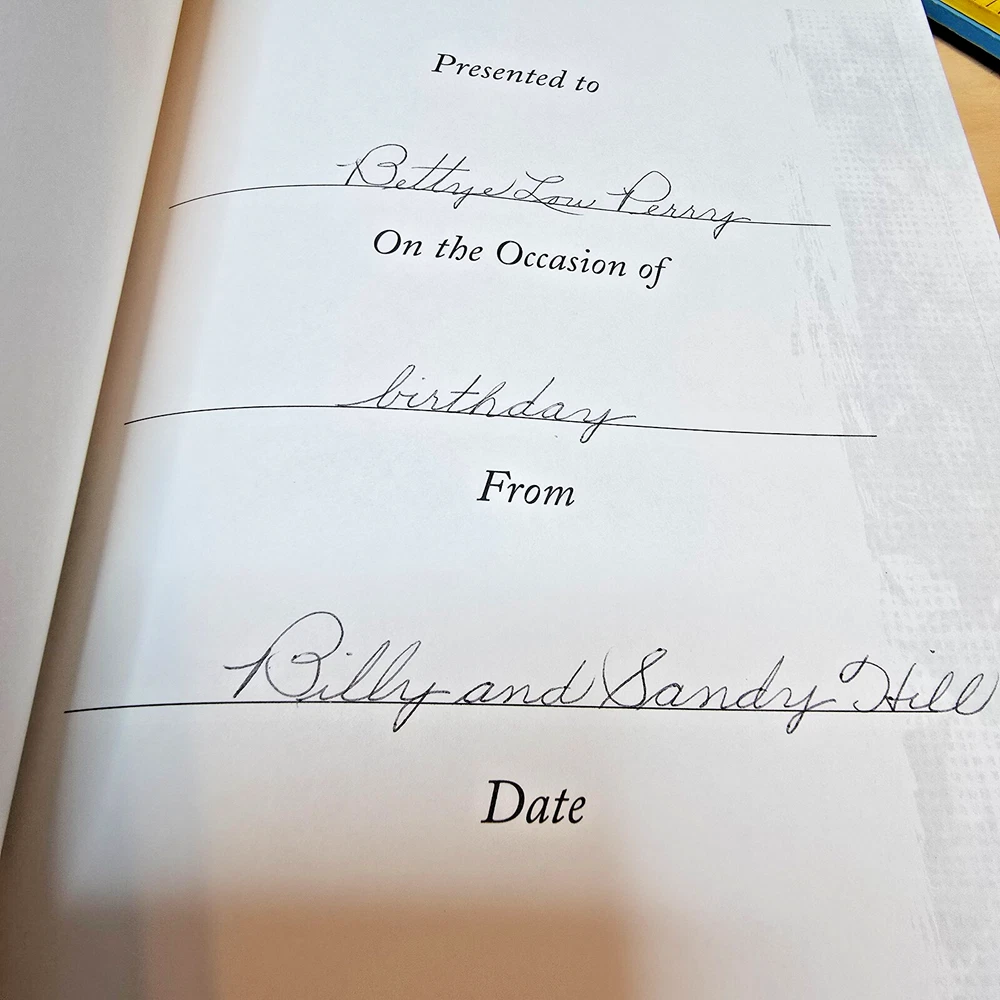 Presented to
Bettye Lou Perry
On the Occasion of
birthday
From
Billy and Sandy Hill
Date